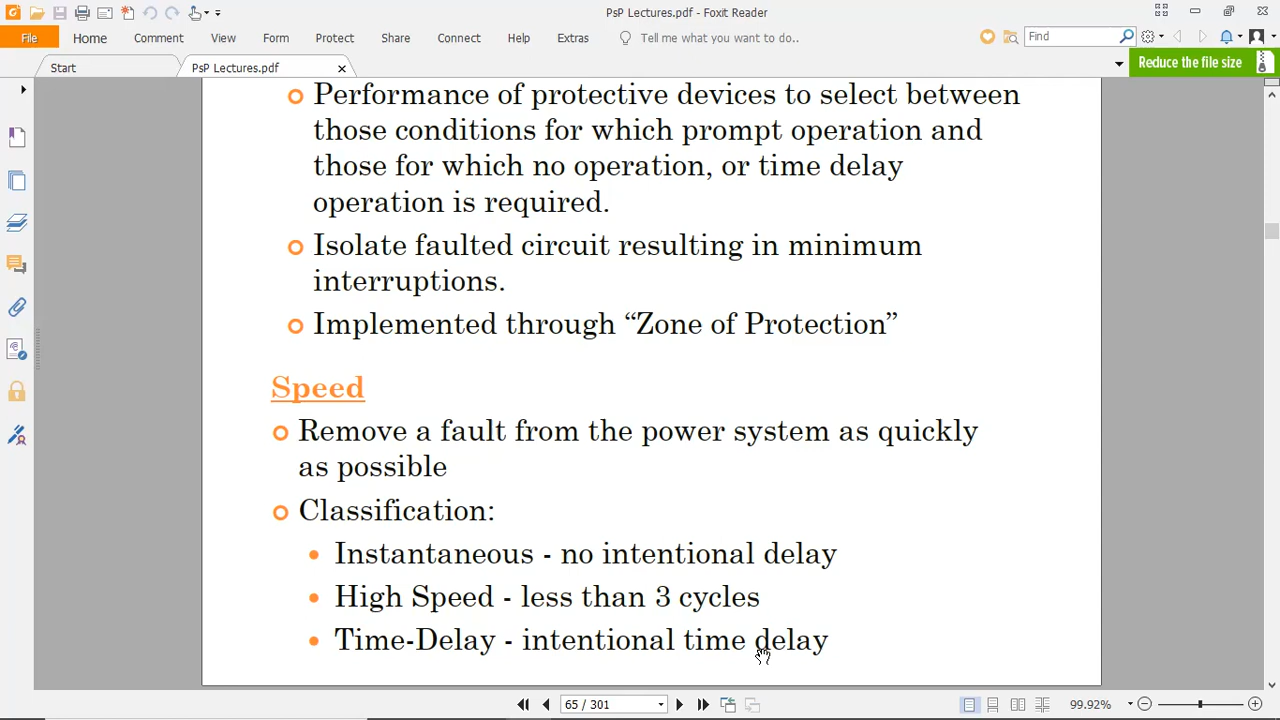 PsP Lectures.pdf - Foxit Reader
File Home Comment View Form Protect Share Connect Help Extras Tell me what you want to do.. Find
Start PsP Lectures.pdf Reduce the file size
Performance of protective devices to select between
those conditions for which prompt operation and
those for which no operation, or time delay
operation is required.
Isolate faulted circuit resulting in minimum
interruptions.
Implemented through “Zone of Protection”
Speed
Remove a fault from the power system as quickly
as possible
Classification:
Instantaneous - no intentional delay
High Speed - less than 3 cycles
Time-Delay - intentional time delay
65 / 301 99.92%